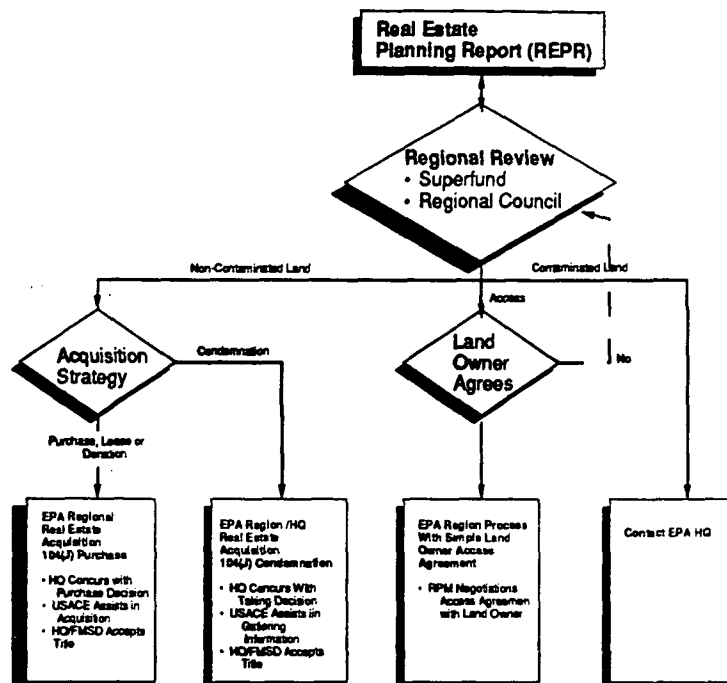 Real Estate
Planning Report (REPR)
Regional Review
• Superfund
• Regional Council
Non-Contaminated Land
Contaminated Land
Access
Acquisition
Strategy
Condemnation
Land
Owner
Agrees
No
Purchase, Lease or
Donation
EPA Regional
Real Estate
Acquisition
104(J) Purchase
• HQ Concurs with
Purchase Decision
• USACE Assists in
Acquisition
• HQ/FMSD Accepts
Title
EPA Region /HQ
Real Estate
Acquisition
104(J) Condemnation
• HQ Concurs With
Taking Decision
• USACE Assists iin
Gatering
Information
• HQ/FMSD Accepts
Title
EPA Region Process
With Simple Land
Owner Access
Agreement
• RPM Negotiations
Access Agreemen
with Land Owner
Contact EPA HQ